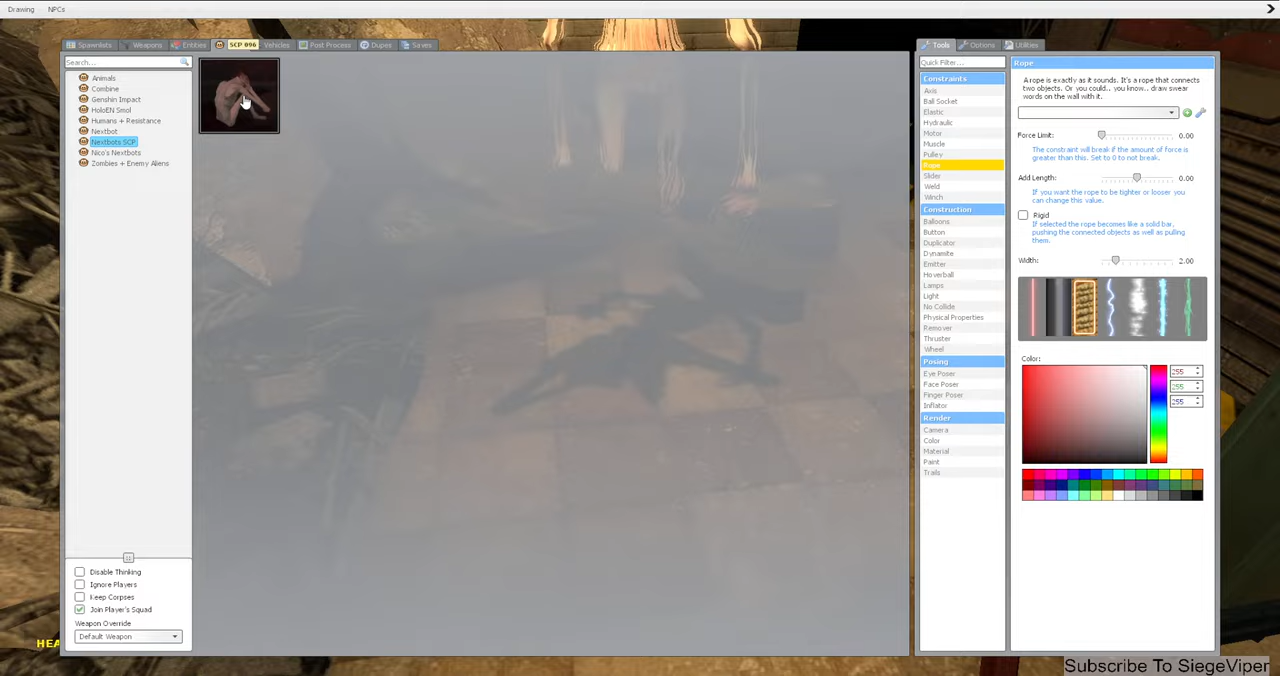 Drawing NPCs
Spawnlists Weapons Entities SCP 096 Vehicles Post Process Dupes Saves
Search...
Animals
Combine
Genshin Impact
HoloEN Smol
Humans + Resistance
Nextbot
Nextbots SCP
Nico's Nextbots
Zombies + Enemy Aliens
Disable Thinking
Ignore Players
Keep Corpses
Join Player's Squad
Weapon Override
Default Weapon
HEA
Tools Options Utilities
Quick Filter...
Constraints
Axis
Ball Socket
Elastic
Hydraulic
Motor
Muscle
Pulley
Rope
Slider
Weld
Winch
Construction
Balloons
Button
Duplicator
Dynamite
Emitter
Hoverball
Lamps
Light
No Collide
Physical Properties
Remover
Thruster
Wheel
Posing
Eye Poser
Face Poser
Finger Poser
Inflator
Render
Camera
Color
Material
Paint
Trails
Rope
A rope is exactly as it sounds. It's a rope that connects
two objects. Or you could.. you know.. draw swear
words on the wall with it.
Force Limit: 0.00
The constraint will break if the amount of force is
greater than this. Set to 0 to not break.
Add Length: 0.00
If you want the rope to be tighter or looser you
can change this value.
Rigid
If selected the rope becomes like a solid bar,
pushing the connected objects as well as pulling
them.
Width: 2.00
Color:
255
255
255
Subscribe To SiegeViper